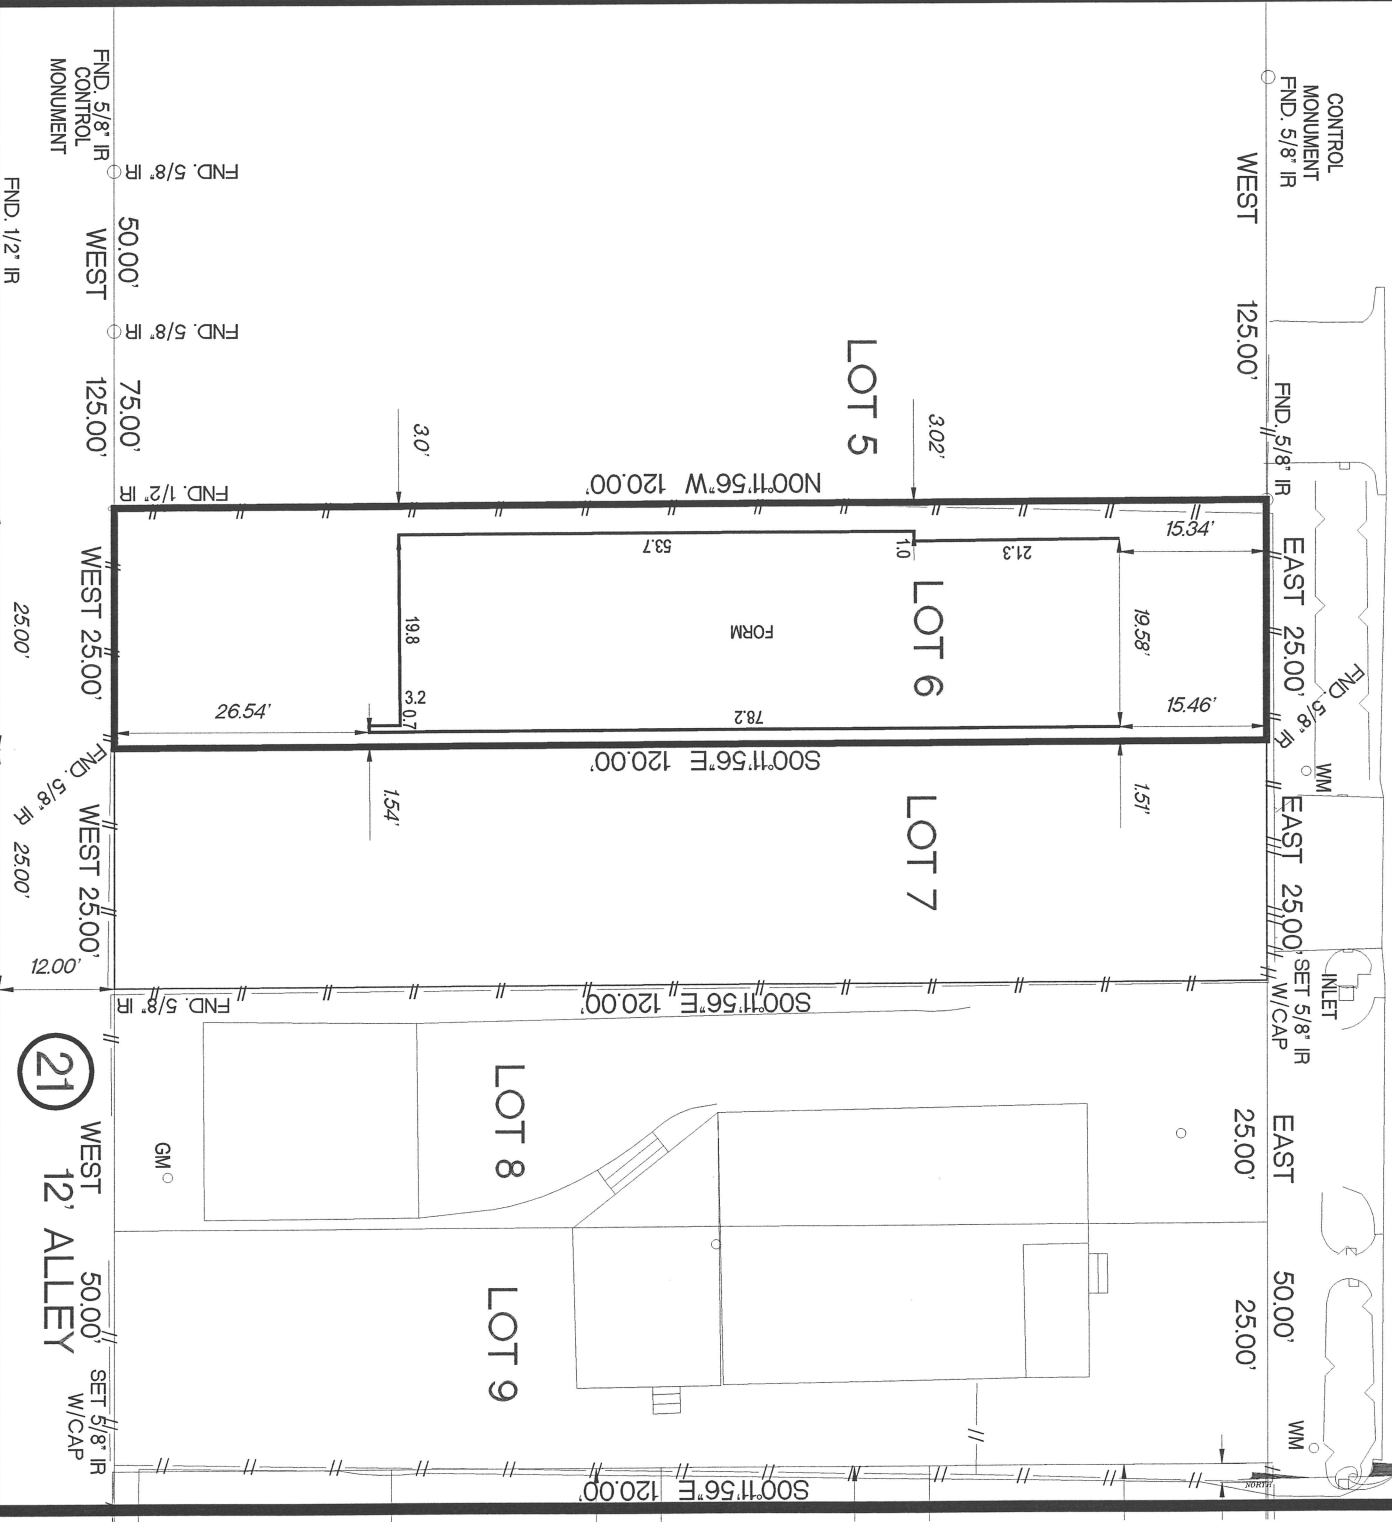 CONTROL
MONUMENT
FND. 5/8" IR
WEST 125.00'
FND. 5/8" IR
EAST 25.00'
FND. 5/8" IR
WM
EAST 25.00'
SET 5/8" IR
W/CAP
INLET
EAST 50.00'
25.00'
25.00'
WM
NORTH
LOT 5
3.0'
3.02'
N00°11'56"W 120.00'
15.34'
53.7
1.0
21.3
19.8
FORM
LOT 6
19.58'
3.2
0.7
78.2
26.54'
15.46'
S00°11'56"E 120.00'
1.54'
1.51'
LOT 7
S00°11'56"E 120.00'
LOT 8
GM
LOT 9
S00°11'56"E 120.00'
FND. 5/8" IR
CONTROL
MONUMENT
FND. 5/8" IR
50.00'
WEST
FND. 5/8" IR
75.00'
125.00'
FND. 1/2" IR
WEST 25.00'
FND. 5/8" IR
WEST 25.00'
FND. 5/8" IR
WEST 50.00'
SET 5/8" IR
W/CAP
FND. 1/2" IR
25.00'
25.00'
12.00'
21
12' ALLEY